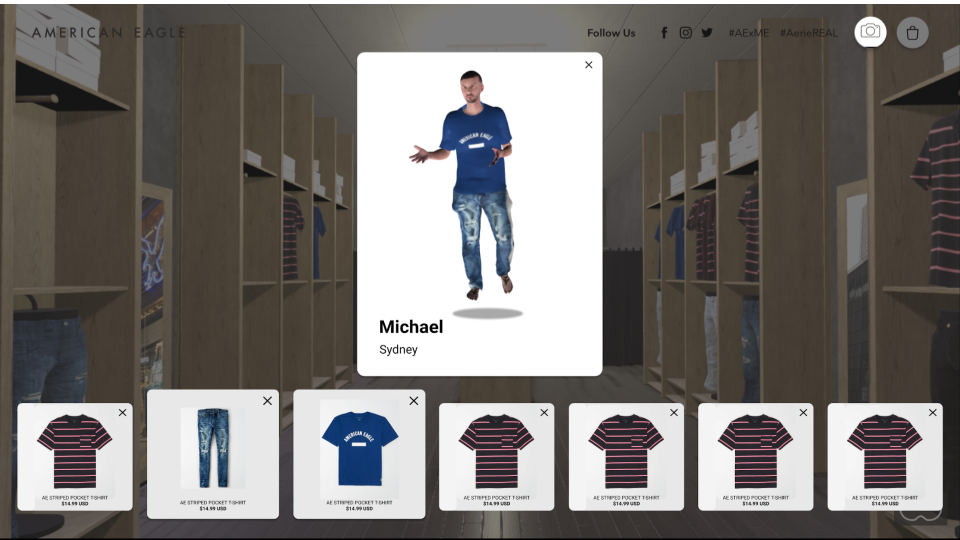 AMERICAN EAGLE
Follow Us
#AExME #AerieREAL
AMERICAN EAGLE
Michael
Sydney
AE STRIPED POCKET T-SHIRT
$14.99 USD
AE STRIPED POCKET T-SHIRT
$14.99 USD
AMERICAN EAGLE
AE STRIPED POCKET T-SHIRT
$14.99 USD
AE STRIPED POCKET T-SHIRT
$14.99 USD
AE STRIPED POCKET T-SHIRT
$14.99 USD
AE STRIPED POCKET T-SHIRT
$14.99 USD
AE STRIPED POCKET T-SHIRT
$14.99 USD